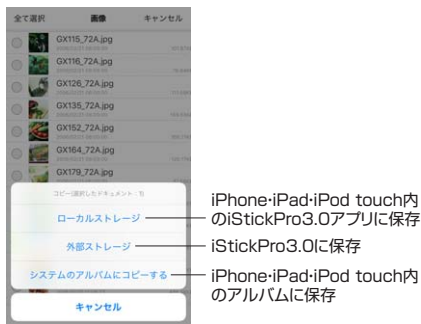 全て選択 画像 キャンセル
GX115_72A.jpg
GX116_72A.jpg
GX126_72A.jpg
GX135_72A.jpg
GX152_72A.jpg
GX164_72A.jpg
GX179_72A.jpg
コピー(選択したドキュメント：1)
ローカルストレージ
外部ストレージ
システムのアルバムにコピーする
キャンセル
iPhone･iPad･iPod touch内
のiStickPro3.0アプリに保存
iStickPro3.0に保存
iPhone･iPad･iPod touch内
のアルバムに保存